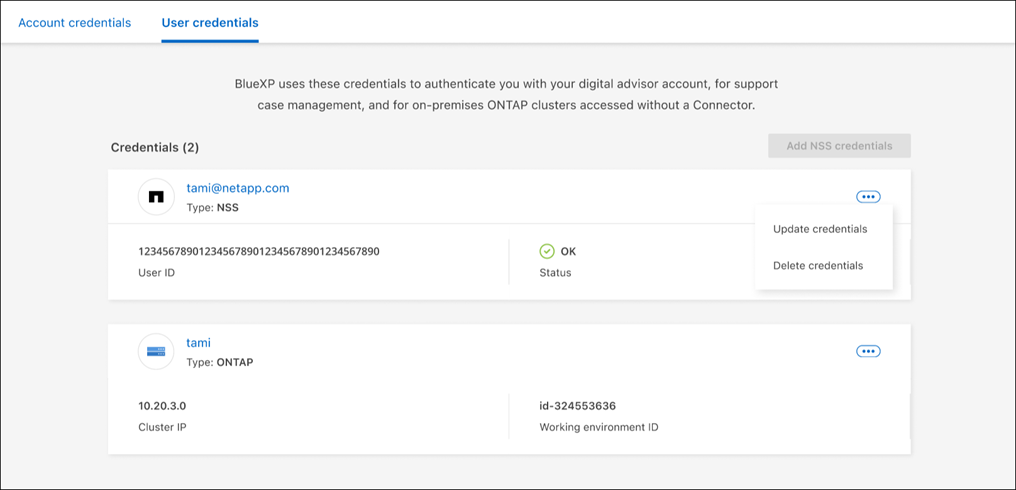 Account credentials User credentials
BlueXP uses these credentials to authenticate you with your digital advisor account, for support
case management, and for on-premises ONTAP clusters accessed without a Connector.
Credentials (2) Add NSS credentials
tami@netapp.com
Type: NSS
Update credentials
Delete credentials
123456789012345678901234567890123456​7890
User ID
OK
Status
tami
Type: ONTAP
10.20.3.0
Cluster IP
id-324553636
Working environment ID